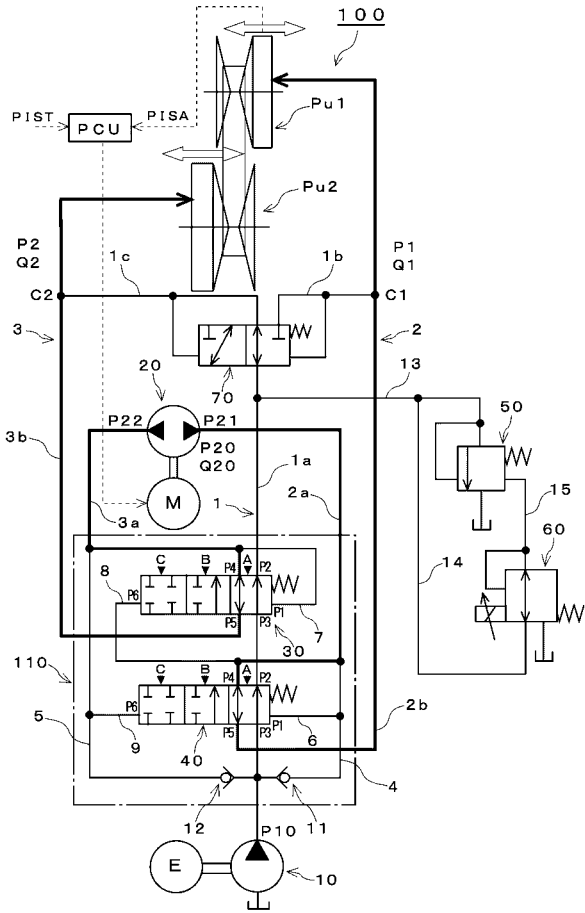 100
PIST
PISA
PCU
Pu1
Pu2
P2
Q2
P1
Q1
1c
1b
C2
C1
3
2
70
13
20
P22
P21
50
3b
P20
Q20
1a
M
15
1
2a
3a
60
14
C
B
A
8
P4
P2
P6
P1
7
P5
P3
30
110
C
B
A
P4
P2
P6
P1
5
9
40
P5
P3
6
2b
4
12
11
P10
E
10